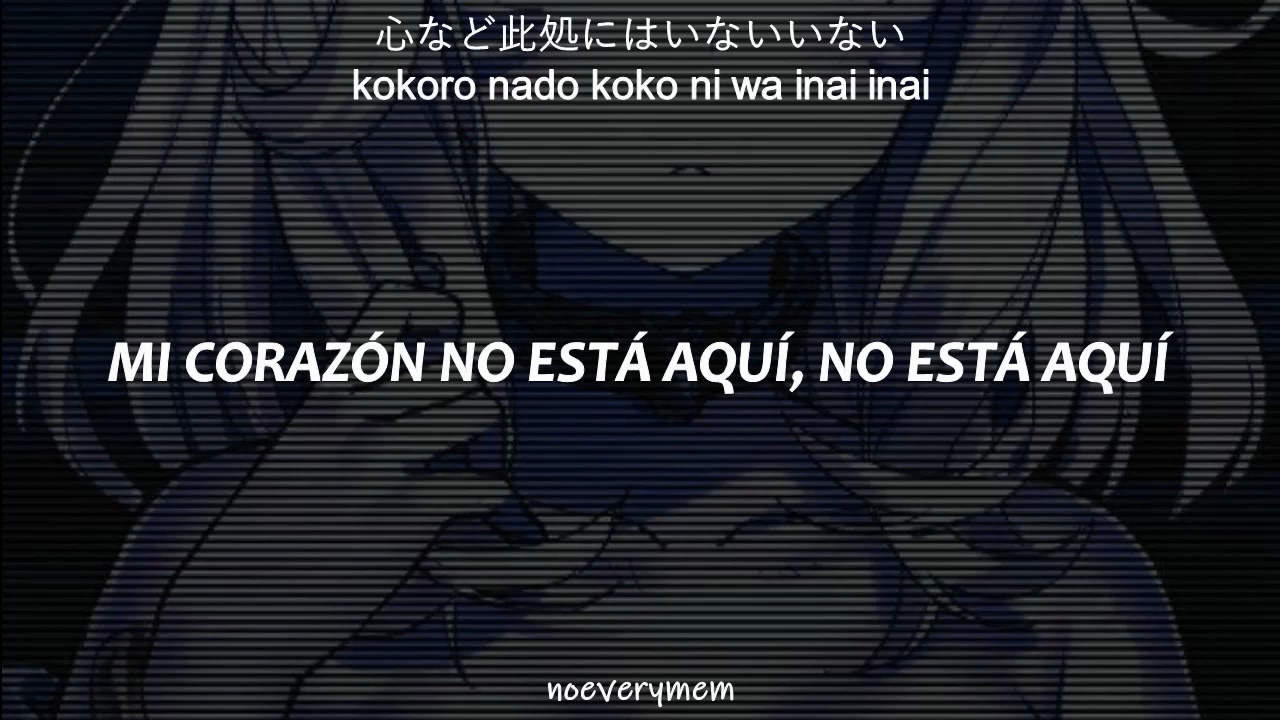 心など此処にはいないいない
kokoro nado koko ni wa inai inai
MI CORAZÓN NO ESTÁ AQUÍ, NO ESTÁ AQUÍ
noeverymem